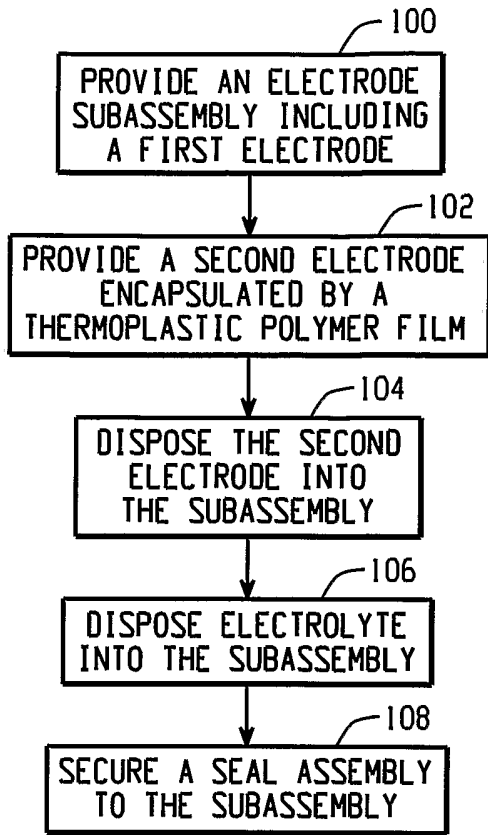 100
PROVIDE AN ELECTRODE
SUBASSEMBLY INCLUDING
A FIRST ELECTRODE
102
PROVIDE A SECOND ELECTRODE
ENCAPSULATED BY A
THERMOPLASTIC POLYMER FILM
104
DISPOSE THE SECOND
ELECTRODE INTO
THE SUBASSEMBLY
106
DISPOSE ELECTROLYTE
INTO THE SUBASSEMBLY
108
SECURE A SEAL ASSEMBLY
TO THE SUBASSEMBLY